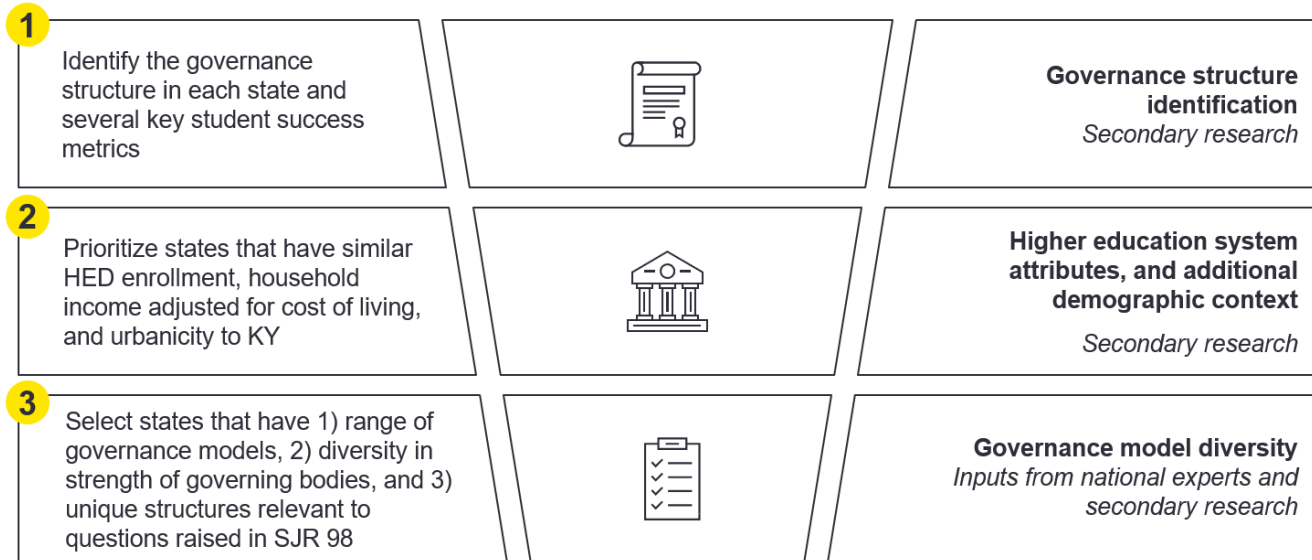 1
Identify the governance
structure in each state and
several key student success
metrics
Governance structure
identification
Secondary research
2
Prioritize states that have similar
HED enrollment, household
income adjusted for cost of living,
and urbanicity to KY
Higher education system
attributes, and additional
demographic context
Secondary research
3
Select states that have 1) range of
governance models, 2) diversity in
strength of governing bodies, and 3)
unique structures relevant to
questions raised in SJR 98
Governance model diversity
Inputs from national experts and
secondary research